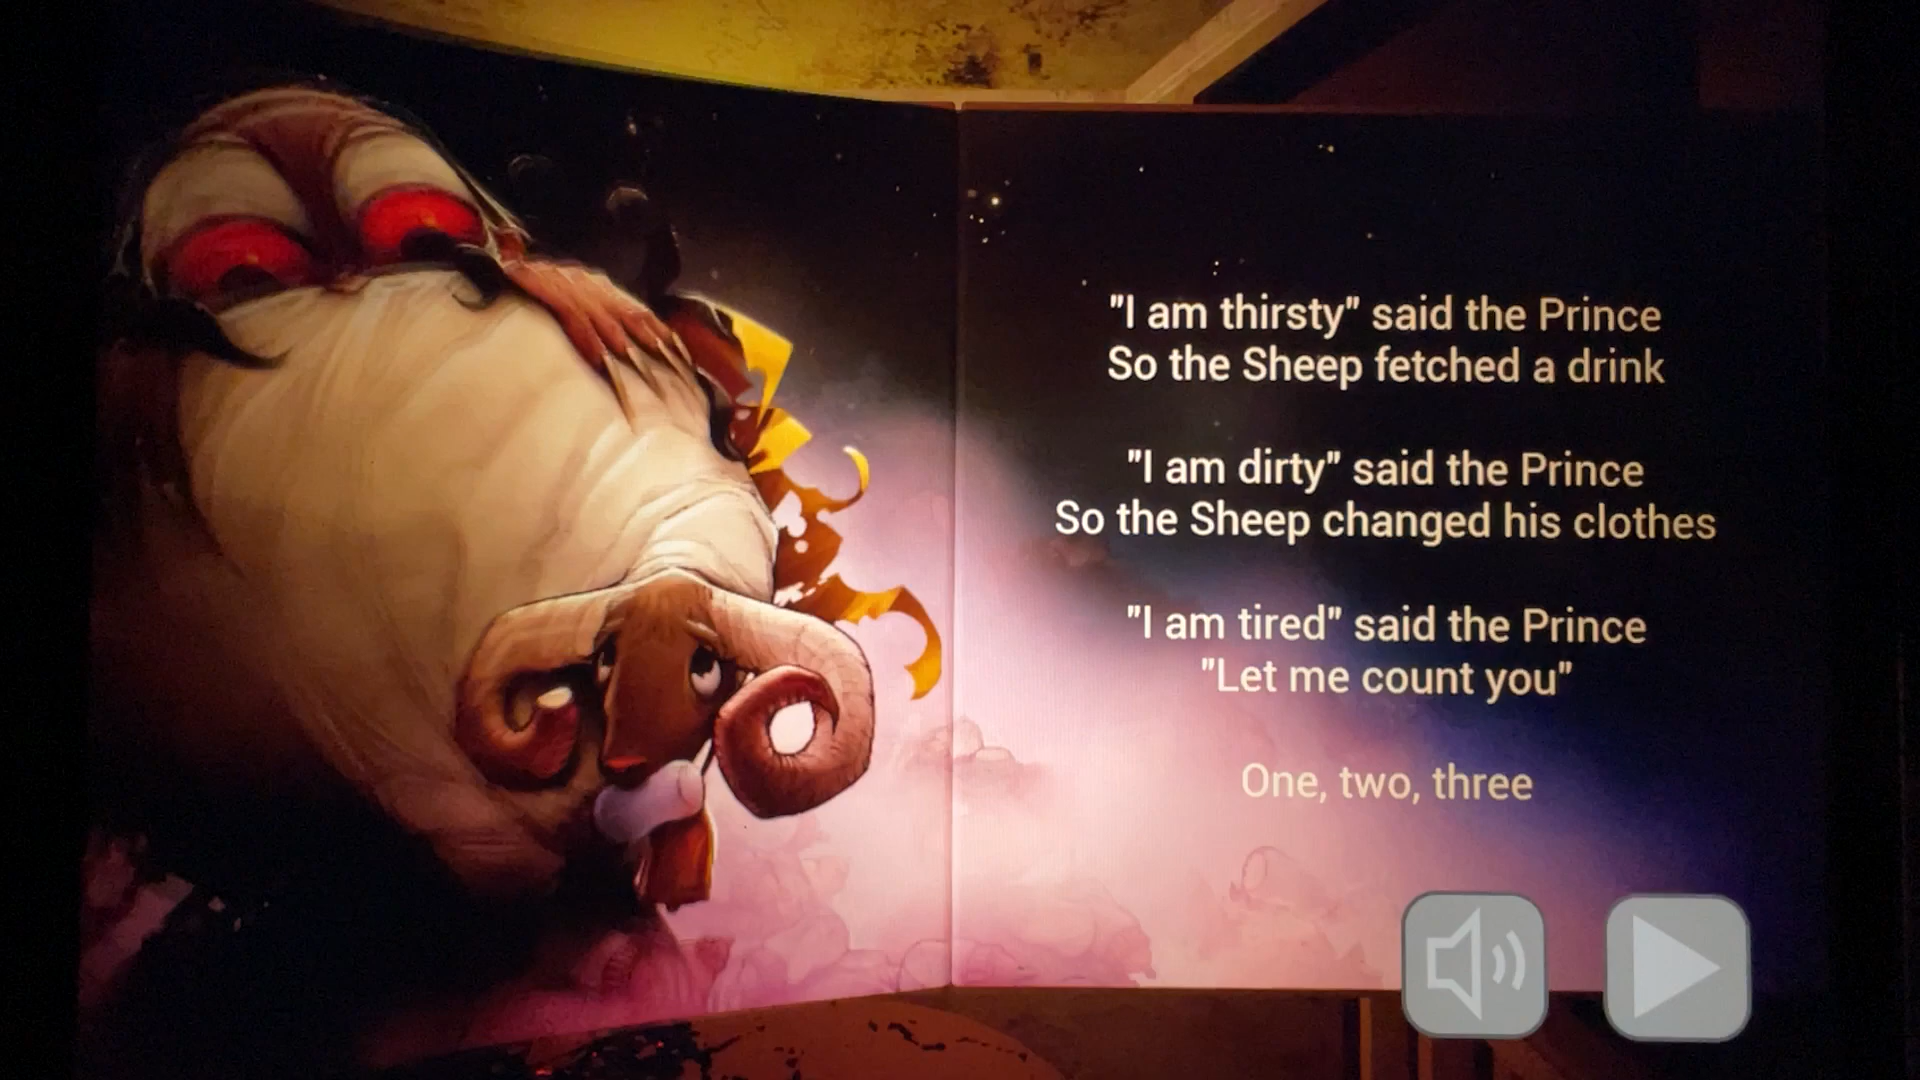 "I am thirsty" said the Prince
So the Sheep fetched a drink
"I am dirty" said the Prince
So the Sheep changed his clothes
"I am tired" said the Prince
"Let me count you"
One, two, three